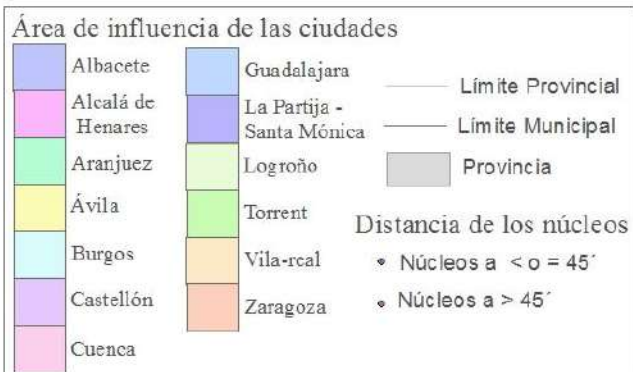 Área de influencia de las ciudades
Albacete
Alcalá de
Henares
Aranjuez
Ávila
Burgos
Castellón
Cuenca
Guadalajara
La Partija -
Santa Mónica
Logroño
Torrent
Vila-real
Zaragoza
Límite Provincial
Límite Municipal
Provincia
Distancia de los núcleos
Núcleos a < o = 45´
Núcleos a > 45´